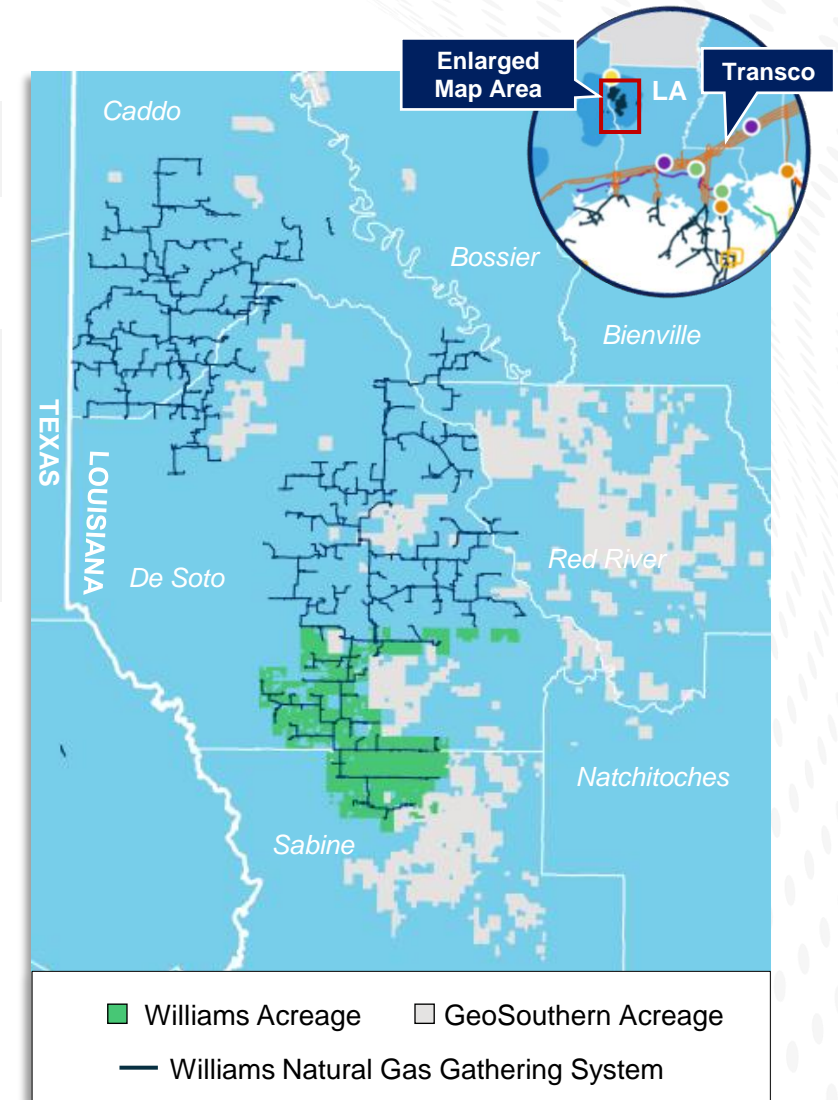 Enlarged
Map Area
LA
Transco
Caddo
Bossier
Bienville
TEXAS
LOUISIANA
De Soto
Red River
Natchitoches
Sabine
Williams Acreage
GeoSouthern Acreage
Williams Natural Gas Gathering System